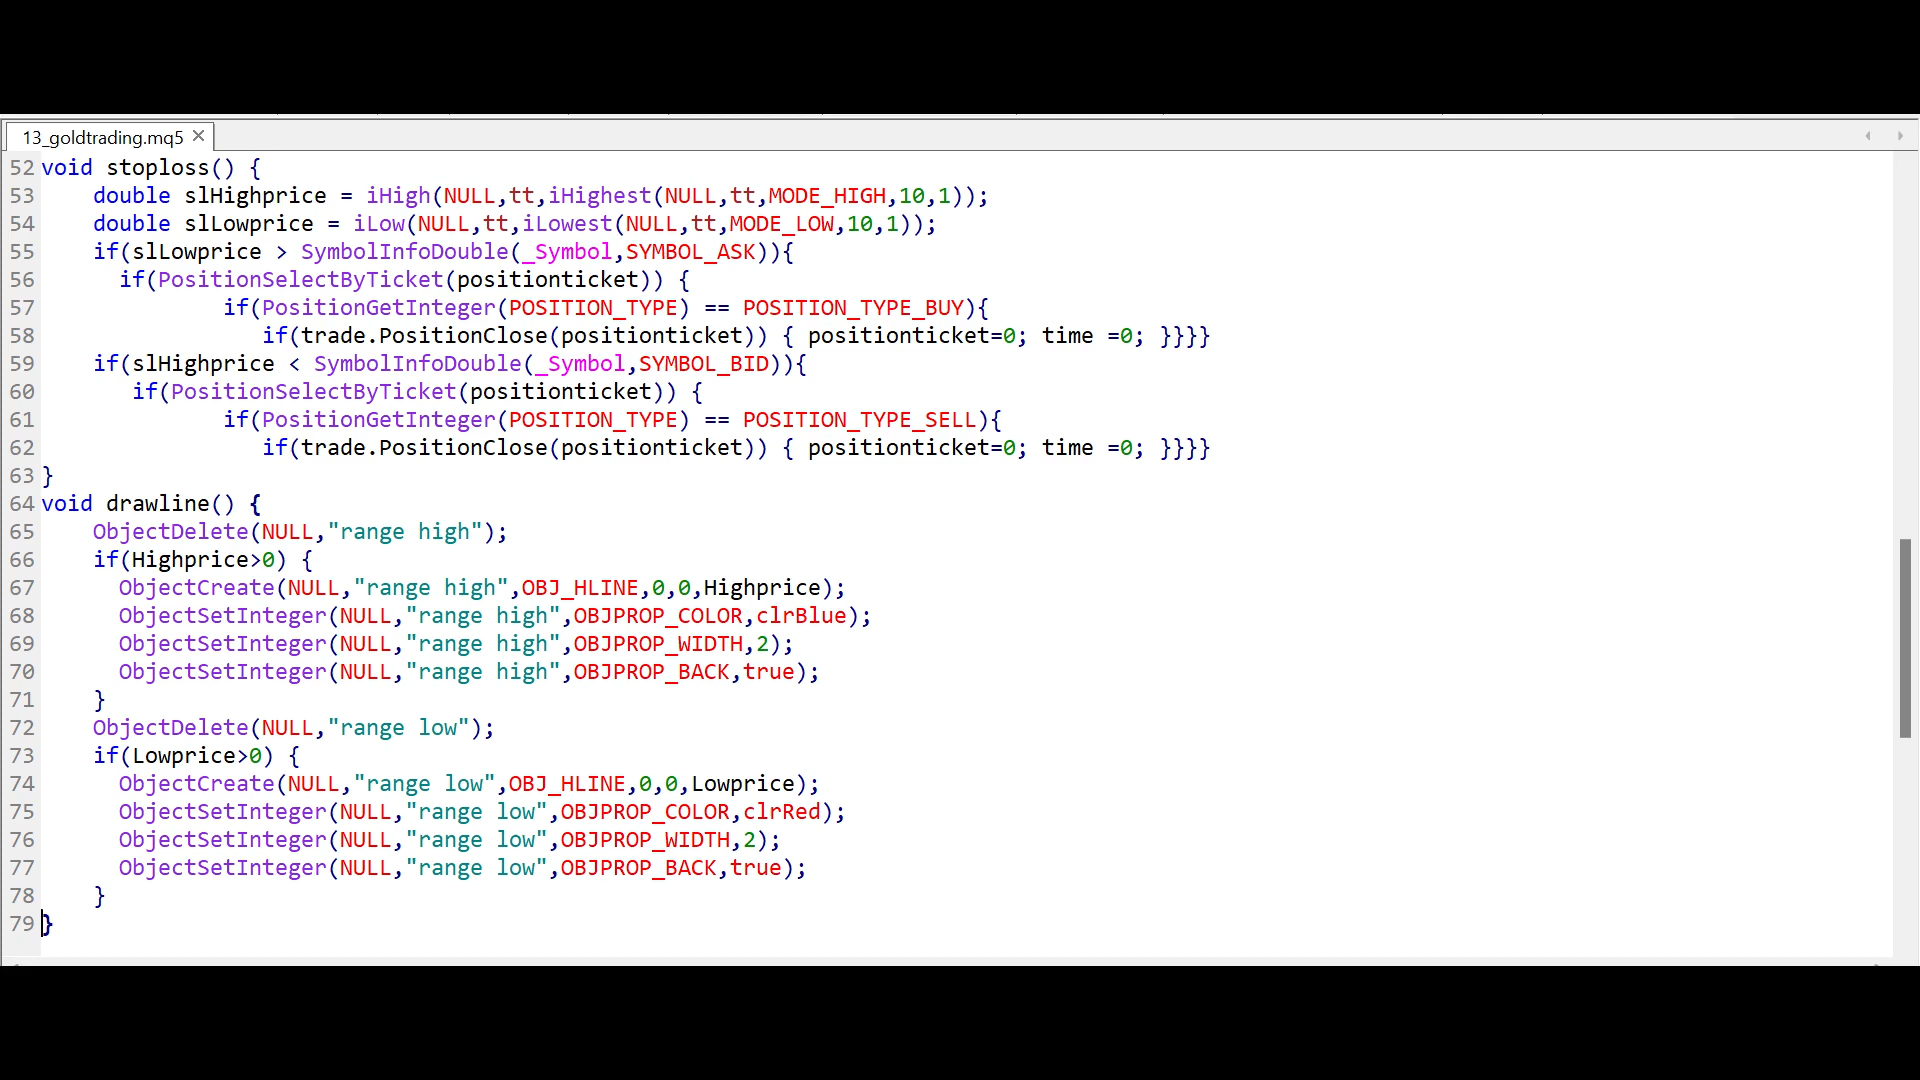 13_goldtrading.mq5
52 void stoploss() {
53     double slHighprice = iHigh(NULL,tt,iHighest(NULL,tt,MODE_HIGH,10,1));
54     double slLowprice = iLow(NULL,tt,iLowest(NULL,tt,MODE_LOW,10,1));
55     if(slLowprice > SymbolInfoDouble(_Symbol,SYMBOL_ASK)){
56       if(PositionSelectByTicket(positionticket)) {
57               if(PositionGetInteger(POSITION_TYPE) == POSITION_TYPE_BUY){
58                  if(trade.PositionClose(positionticket)) { positionticket=0; time =0; }}}}
59     if(slHighprice < SymbolInfoDouble(_Symbol,SYMBOL_BID)){
60        if(PositionSelectByTicket(positionticket)) {
61               if(PositionGetInteger(POSITION_TYPE) == POSITION_TYPE_SELL){
62                  if(trade.PositionClose(positionticket)) { positionticket=0; time =0; }}}}
63 }
64 void drawline() {
65     ObjectDelete(NULL,"range high");
66     if(Highprice>0) {
67       ObjectCreate(NULL,"range high",OBJ_HLINE,0,0,Highprice);
68       ObjectSetInteger(NULL,"range high",OBJPROP_COLOR,clrBlue);
69       ObjectSetInteger(NULL,"range high",OBJPROP_WIDTH,2);
70       ObjectSetInteger(NULL,"range high",OBJPROP_BACK,true);
71     }
72     ObjectDelete(NULL,"range low");
73     if(Lowprice>0) {
74       ObjectCreate(NULL,"range low",OBJ_HLINE,0,0,Lowprice);
75       ObjectSetInteger(NULL,"range low",OBJPROP_COLOR,clrRed);
76       ObjectSetInteger(NULL,"range low",OBJPROP_WIDTH,2);
77       ObjectSetInteger(NULL,"range low",OBJPROP_BACK,true);
78     }
79 }